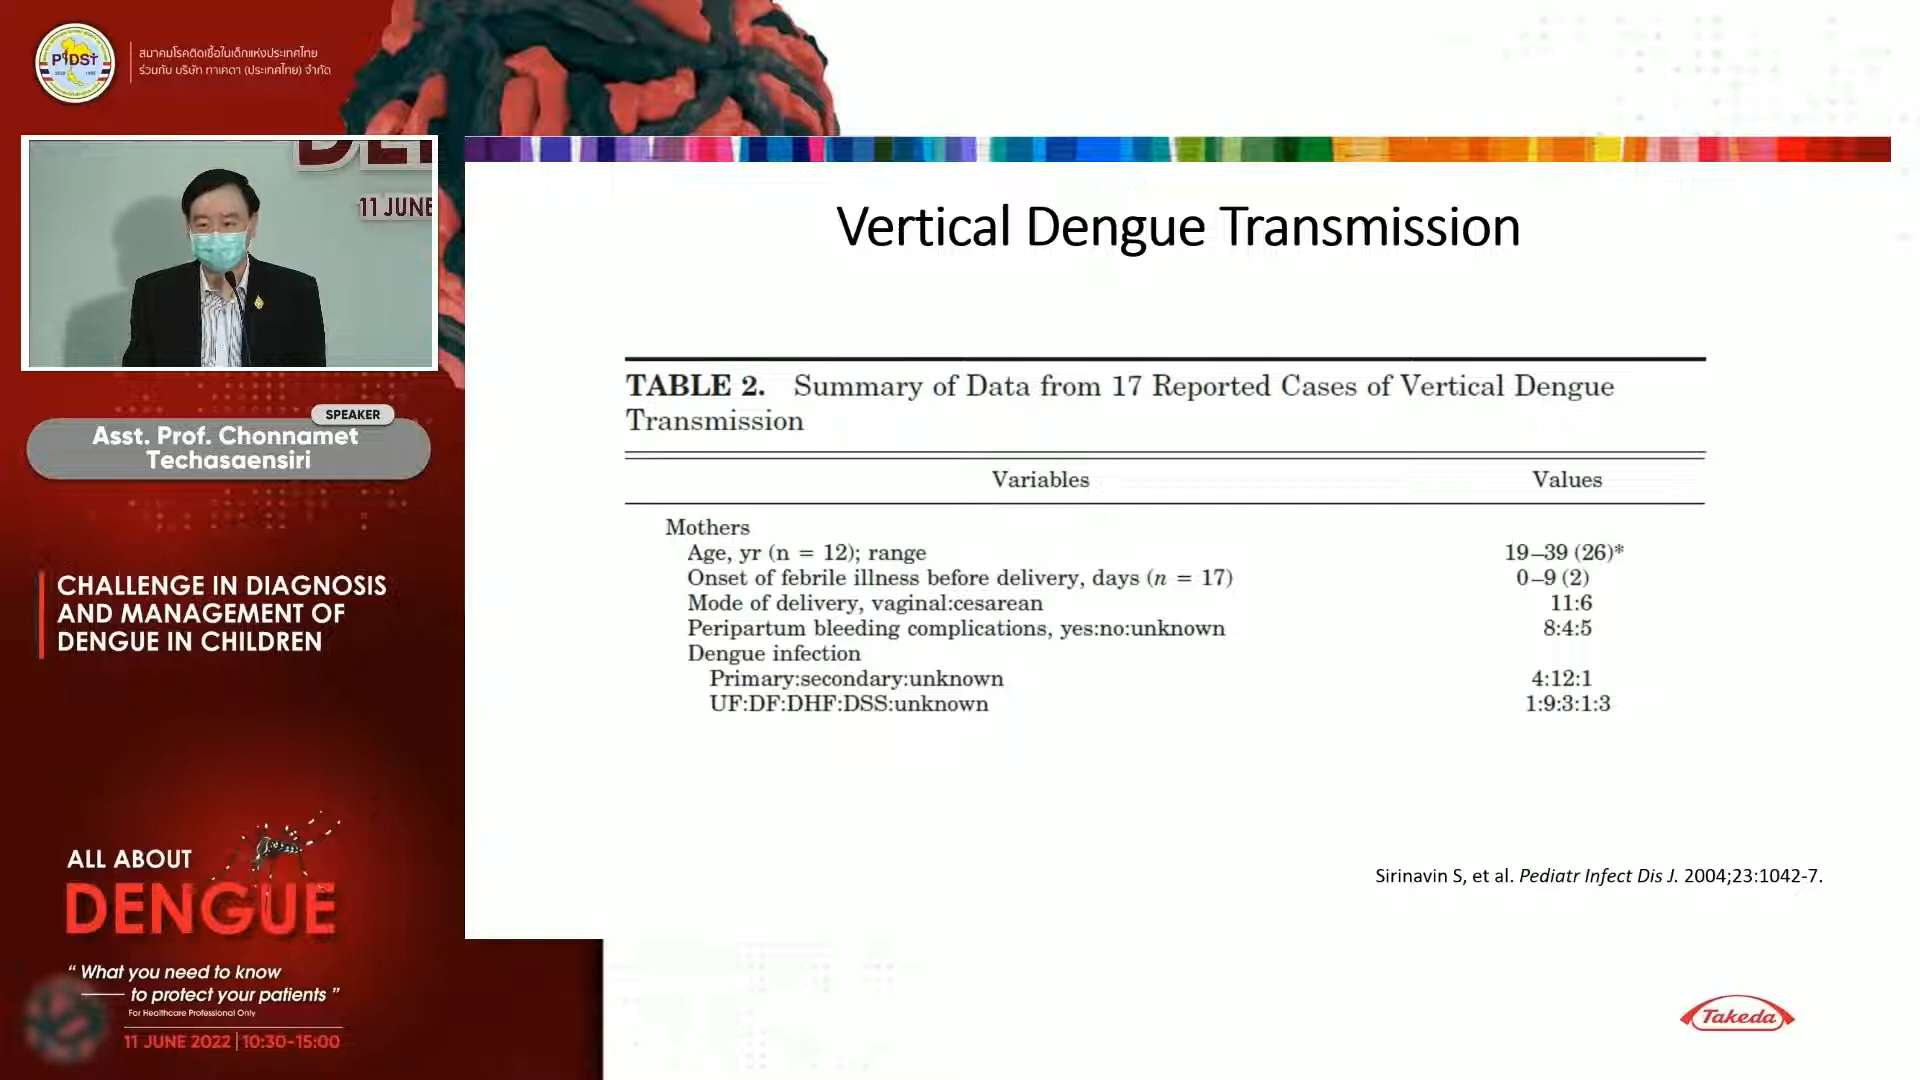 PIDST
สมาคมโรคติดเชื้อในเด็กแห่งประเทศไทย
ร่วมกับ บริษัท ทาเคดา (ประเทศไทย) จำกัด
11 JUNE
SPEAKER
Asst. Prof. Chonnamet
Techasaensiri
CHALLENGE IN DIAGNOSIS
AND MANAGEMENT OF
DENGUE IN CHILDREN
ALL ABOUT
DENGUE
“ What you need to know
to protect your patients ”
For Healthcare Professional Only
11 JUNE 2022 | 10:30-15:00
Vertical Dengue Transmission
TABLE 2. Summary of Data from 17 Reported Cases of Vertical Dengue
Transmission
Variables Values
Mothers
Age, yr (n = 12); range 19–39 (26)*
Onset of febrile illness before delivery, days (n = 17) 0–9 (2)
Mode of delivery, vaginal:cesarean 11:6
Peripartum bleeding complications, yes:no:unknown 8:4:5
Dengue infection
Primary:secondary:unknown 4:12:1
UF:DF:DHF:DSS:unknown 1:9:3:1:3
Sirinavin S, et al. Pediatr Infect Dis J. 2004;23:1042-7.
Takeda